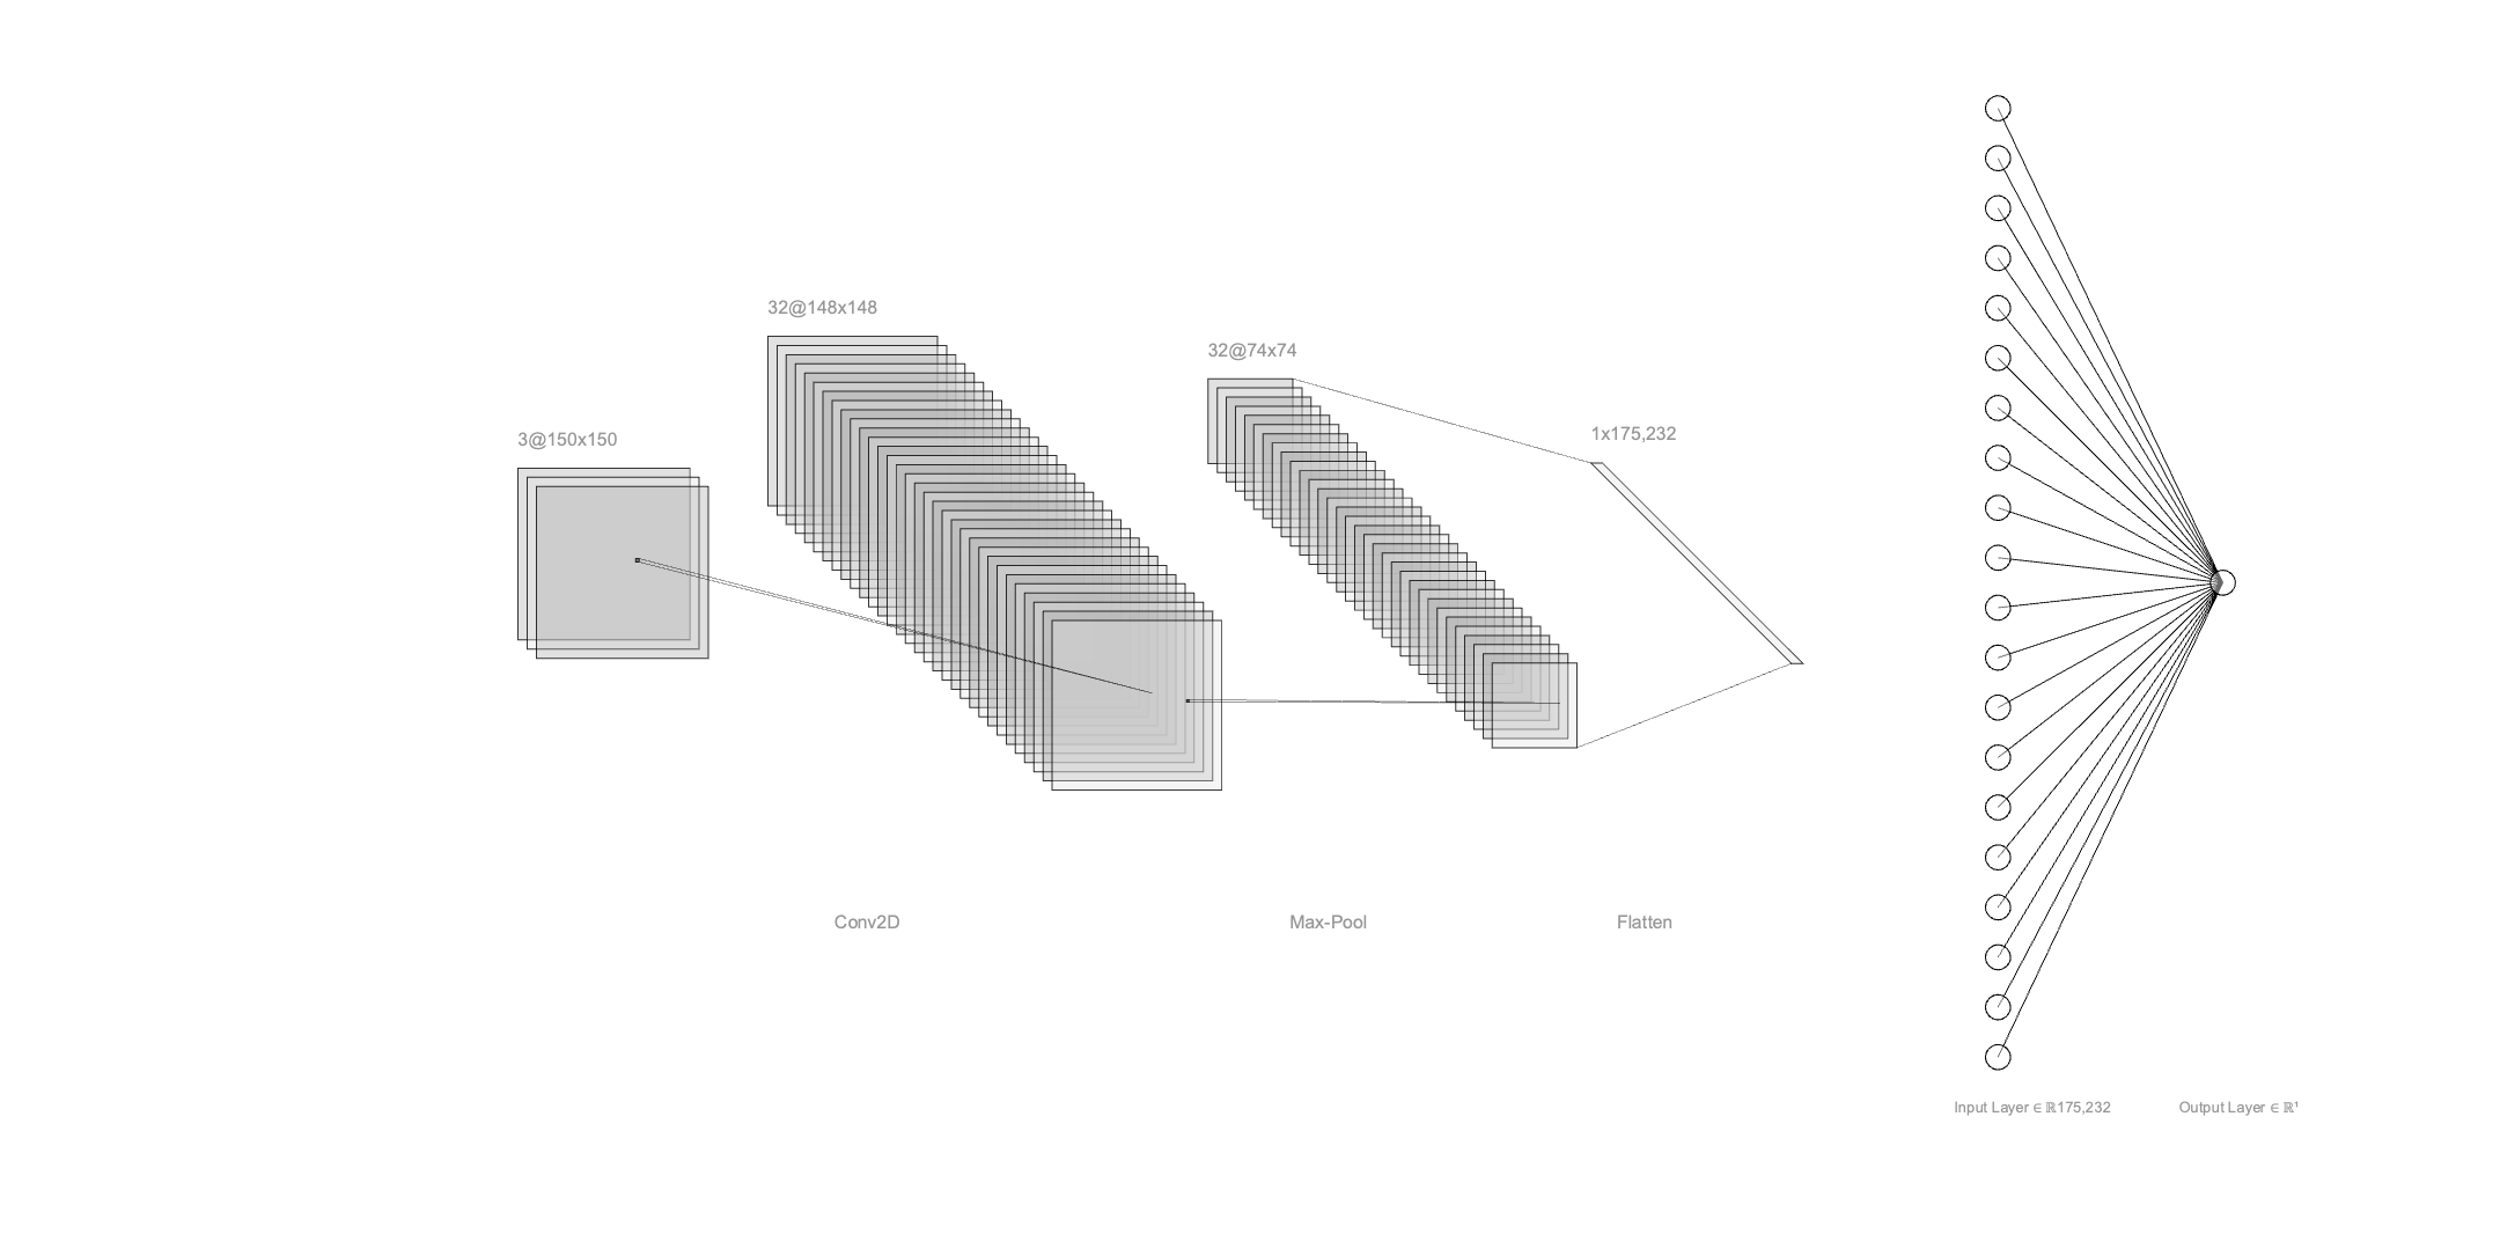 3@150x150
32@148x148
32@74x74
1x175,232
Conv2D
Max-Pool
Flatten
Input Layer ∈ ℝ175,232
Output Layer ∈ ℝ¹